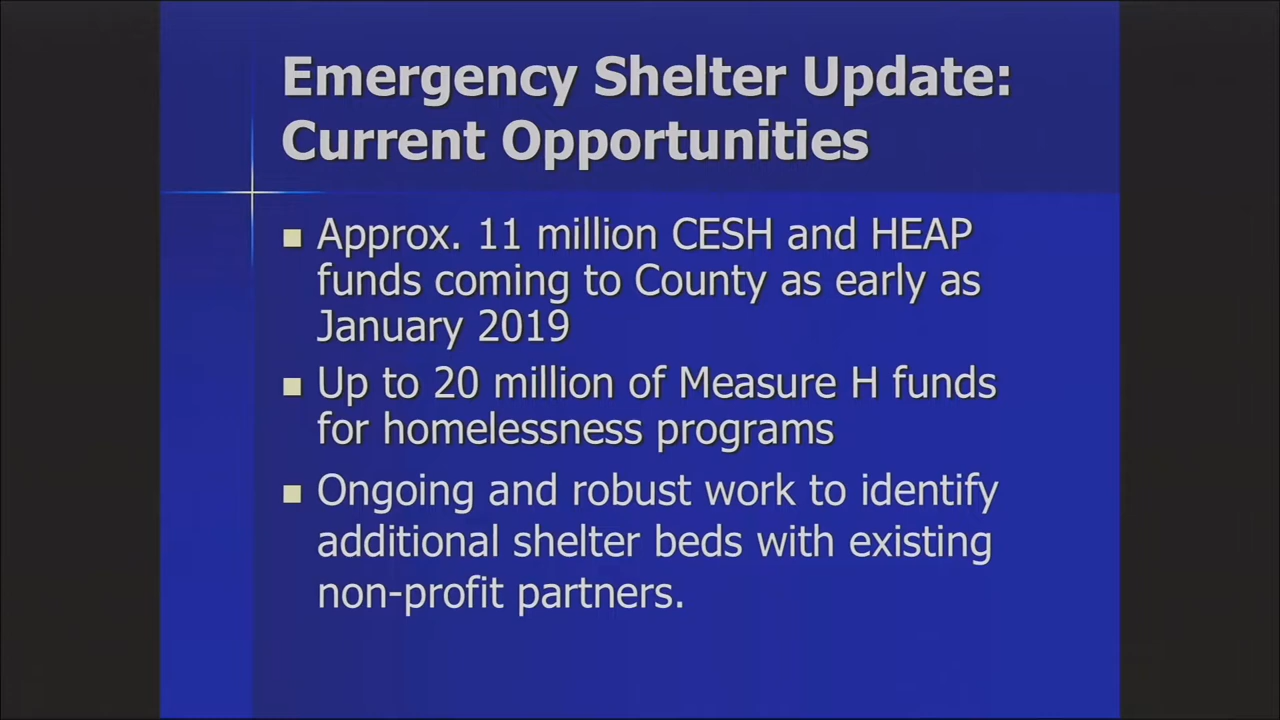 Emergency Shelter Update:
Current Opportunities
Approx. 11 million CESH and HEAP
funds coming to County as early as
January 2019
Up to 20 million of Measure H funds
for homelessness programs
Ongoing and robust work to identify
additional shelter beds with existing
non-profit partners.